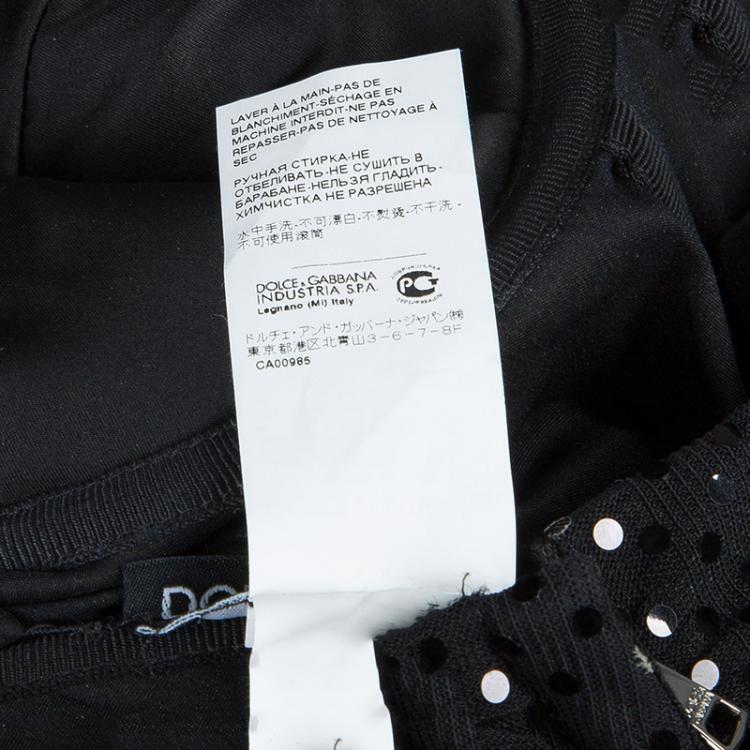 LAVER À LA MAIN-PAS DE
BLANCHIMENT-SÉCHAGE EN
MACHINE INTERDIT-NE PAS
REPASSER-PAS DE NETTOYAGE À
SEC
РУЧНАЯ СТИРКА-НЕ
ОТБЕЛИВАТЬ-НЕ СУШИТЬ В
БАРАБАНЕ-НЕЛЬЗЯ ГЛАДИТЬ-
ХИМЧИСТКА НЕ РАЗРЕШЕНА
水中手洗-不可漂白-不熨烫-不干洗-
不可使用滚筒
DOLCE&GABBANA
INDUSTRIA S.P.A.
Legnano (MI) Italy
ドルチェ・アンド・ガッバーナ・ジャパン㈱
東京都港区北青山3-6-7-8F
CA00985
DO